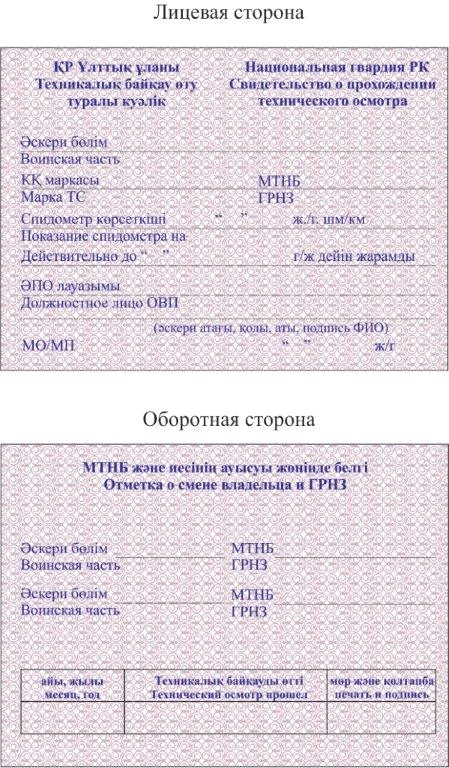 Лицевая сторона
ҚР Ұлттық ұланы
Техникалық байқау өту
туралы куәлік
Национальная гвардия РК
Свидетельство о прохождении
технического осмотра
Әскери бөлім
Воинская часть
КҚ маркасы МТНБ
Марка ТС ГРНЗ
Спидометр көрсеткіші “ ” ж./г. шм/км
Показание спидометра на
Действительно до “ ” г/ж дейін жарамды
ӘПО лауазымы
Должностное лицо ОВП
(әскери атағы, қолы, аты, подпись ФИО)
МО/МП “ ” ж/г
Оборотная сторона
МТНБ және иесінің ауысуы жөнінде белгі
Отметка о смене владельца и ГРНЗ
Әскери бөлім МТНБ
Воинская часть ГРНЗ
Әскери бөлім МТНБ
Воинская часть ГРНЗ
айы, жылы
месяц, год
Техникалық байқауды өтті
Технический осмотр прошел
мөр және қолтаңба
печать и подпись